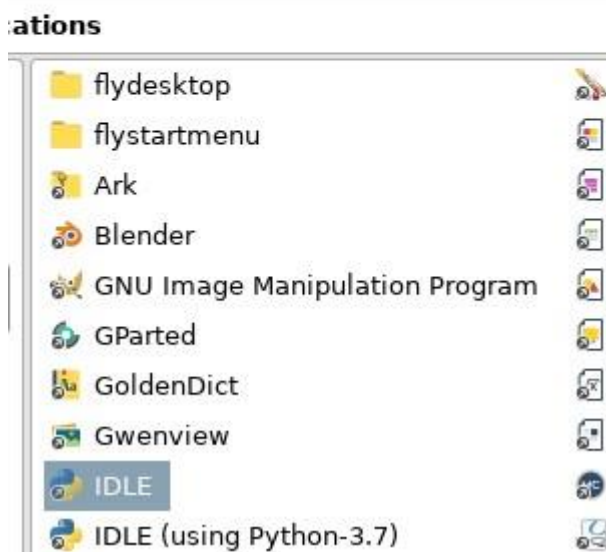 ations
flydesktop
flystartmenu
Ark
Blender
GNU Image Manipulation Program
GParted
GoldenDict
Gwenview
IDLE
IDLE (using Python-3.7)